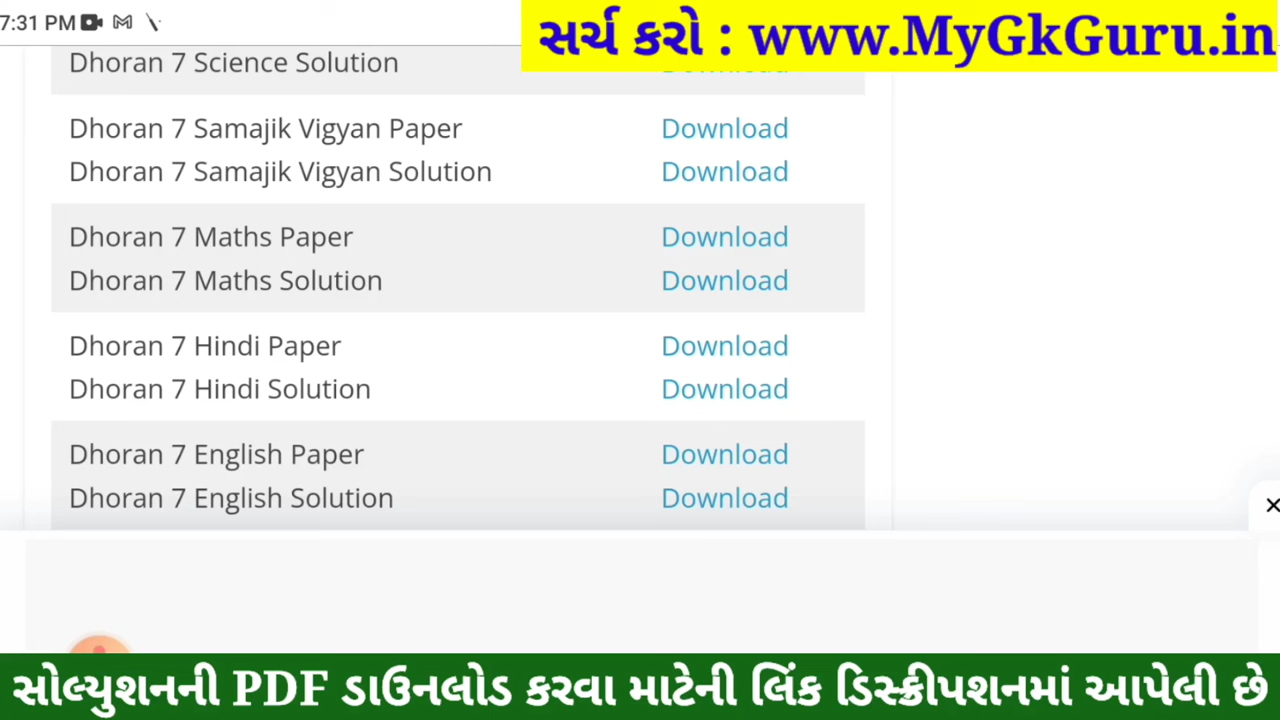 7:31 PM
સર્ચ કરો : www.MyGkGuru.in
Dhoran 7 Science Solution Download
Dhoran 7 Samajik Vigyan Paper Download
Dhoran 7 Samajik Vigyan Solution Download
Dhoran 7 Maths Paper Download
Dhoran 7 Maths Solution Download
Dhoran 7 Hindi Paper Download
Dhoran 7 Hindi Solution Download
Dhoran 7 English Paper Download
Dhoran 7 English Solution Download
સોલ્યુશનની PDF ડાઉનલોડ કરવા માટેની લિંક ડિસ્ક્રીપશનમાં આપેલી છે